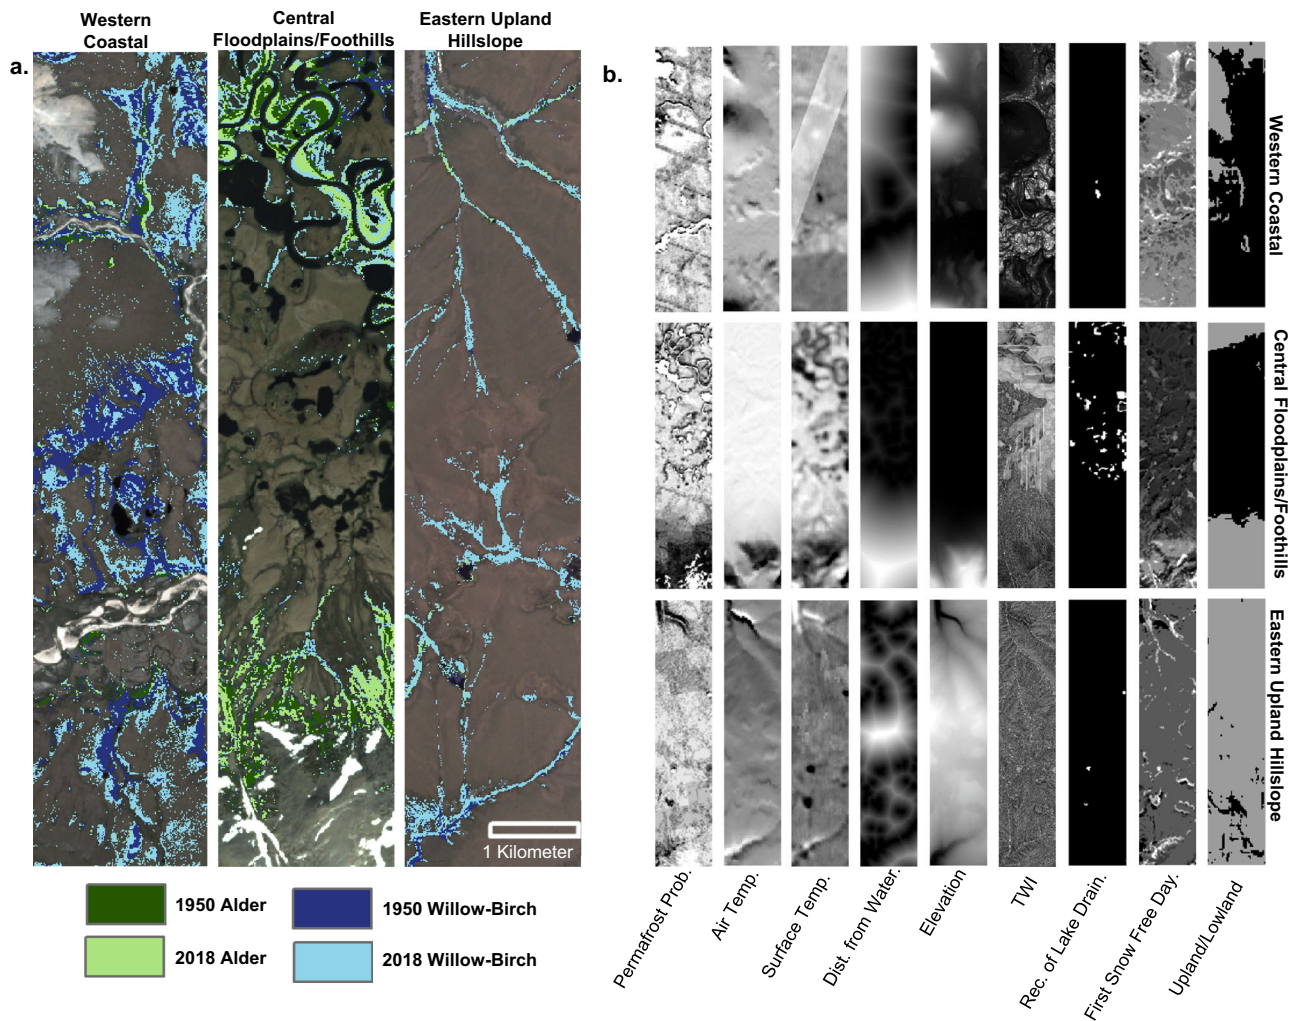 a.
Western
Coastal
Central
Floodplains/Foothills
Eastern Upland
Hillslope
1 Kilometer
1950 Alder
2018 Alder
1950 Willow-Birch
2018 Willow-Birch
b.
Western Coastal
Central Floodplains/Foothills
Eastern Upland Hillslope
Permafrost Prob.
Air Temp.
Surface Temp.
Dist. from Water.
Elevation
TWI
Rec. of Lake Drain.
First Snow Free Day.
Upland/Lowland